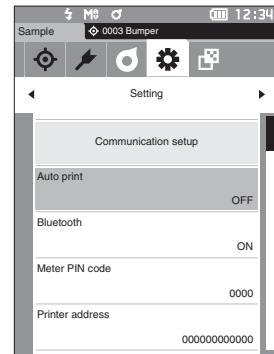 12:34
Sample 0003 Bumper
Setting
Communication setup
Auto print
OFF
Bluetooth
ON
Meter PIN code
0000
Printer address
000000000000